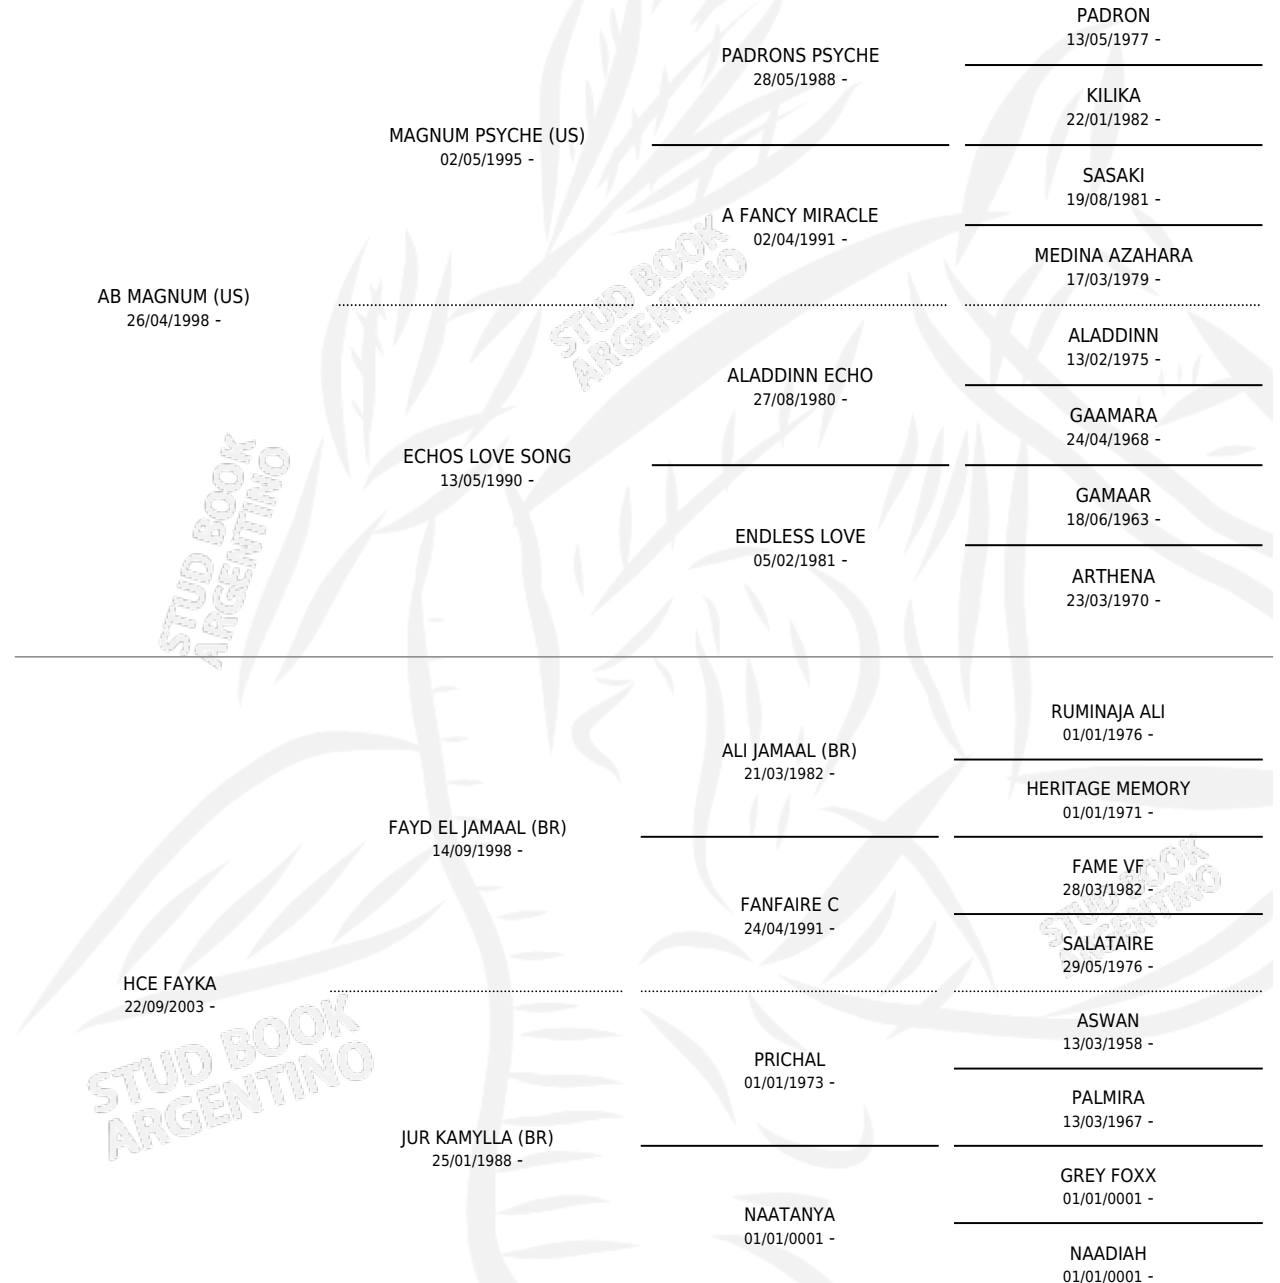 PADRON
13/05/1977 -
PADRONS PSYCHE
28/05/1988 -
KILIKA
22/01/1982 -
MAGNUM PSYCHE (US)
02/05/1995 -
SASAKI
19/08/1981 -
A FANCY MIRACLE
02/04/1991 -
MEDINA AZAHARA
17/03/1979 -
AB MAGNUM (US)
26/04/1998 -
ALADDINN
13/02/1975 -
ALADDINN ECHO
27/08/1980 -
GAAMARA
24/04/1968 -
ECHOS LOVE SONG
13/05/1990 -
GAMAAR
18/06/1963 -
ENDLESS LOVE
05/02/1981 -
ARTHENA
23/03/1970 -
RUMINAJA ALI
01/01/1976 -
ALI JAMAAL (BR)
21/03/1982 -
HERITAGE MEMORY
01/01/1971 -
FAYD EL JAMAAL (BR)
14/09/1998 -
FAME VF
28/03/1982 -
FANFAIRE C
24/04/1991 -
SALATAIRE
29/05/1976 -
HCE FAYKA
22/09/2003 -
ASWAN
13/03/1958 -
PRICHAL
01/01/1973 -
PALMIRA
13/03/1967 -
JUR KAMYLLA (BR)
25/01/1988 -
GREY FOXX
01/01/0001 -
NAATANYA
01/01/0001 -
NAADIAH
01/01/0001 -
STUD BOOK
ARGENTINO
STUD BOOK
ARGENTINO
STUD BOOK
ARGENTINO
STUD BOOK
ARGENTINO